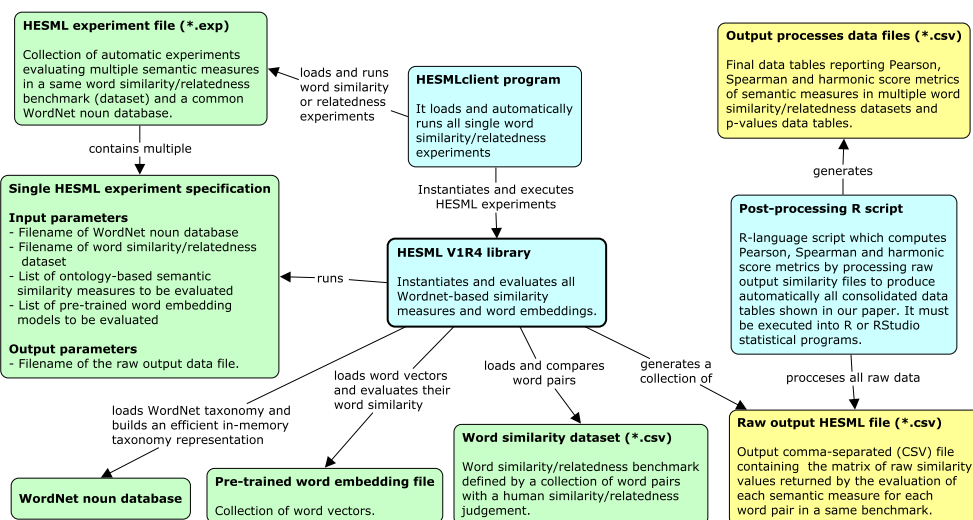 HESML experiment file (*.exp)
Collection of automatic experiments
evaluating multiple semantic measures
in a same word similarity/relatedness
benchmark (dataset) and a common
WordNet noun database.
loads and runs
word similarity
or relatedness
experiments
HESMLclient program
It loads and automatically
runs all single word
similarity/relatedness
experiments
Output processes data files (*.csv)
Final data tables reporting Pearson,
Spearman and harmonic score metrics
of semantic measures in multiple word
similarity/relatedness datasets and
p-values data tables.
contains multiple
Instantiates and executes
HESML experiments
generates
Single HESML experiment specification
Input parameters
- Filename of WordNet noun database
- Filename of word similarity/relatedness
dataset
- List of ontology-based semantic
similarity measures to be evaluated
- List of pre-trained word embedding
models to be evaluated
Output parameters
- Filename of the raw output data file.
runs
HESML V1R4 library
Instantiates and evaluates all
Wordnet-based similarity
measures and word embeddings.
Post-processing R script
R-language script which computes
Pearson, Spearman and harmonic
score metrics by processing raw
output similarity files to produce
automatically all consolidated data
tables shown in our paper. It must
be executed into R or RStudio
statistical programs.
loads WordNet taxonomy and
builds an efficient in-memory
taxonomy representation
loads word vectors
and evaluates their
word similarity
loads and compares
word pairs
generates a
collection of
procceses all raw data
WordNet noun database
Pre-trained word embedding file
Collection of word vectors.
Word similarity dataset (*.csv)
Word similarity/relatedness benchmark
defined by a collection of word pairs
with a human similarity/relatedness
judgement.
Raw output HESML file (*.csv)
Output comma-separated (CSV) file
containing the matrix of raw similarity
values returned by the evaluation of
each semantic measure for each
word pair in a same benchmark.